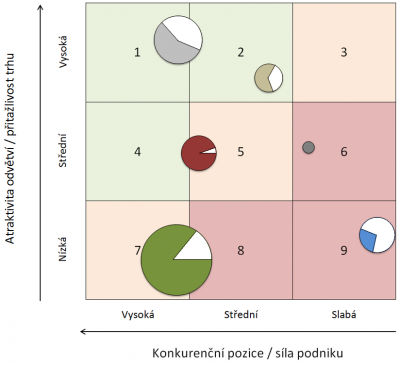 Atraktivita odvětví / přitažlivost trhu
Vysoká
1
2
3
Střední
4
5
6
Nízká
7
8
9
Vysoká
Střední
Slabá
Konkurenční pozice / síla podniku